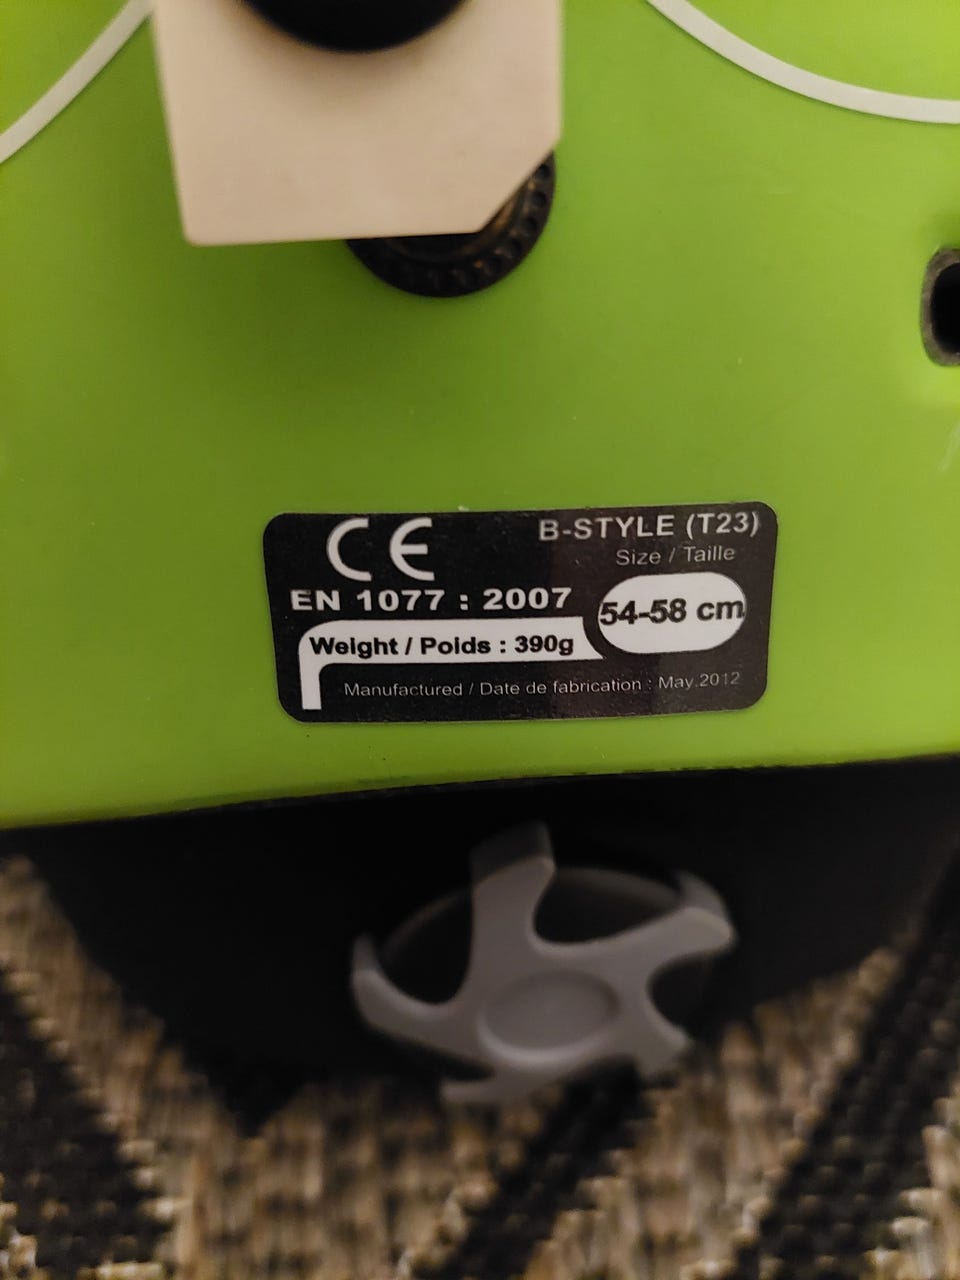 CE
B-STYLE (T23)
Size / Taille
EN 1077 : 2007
54-58 cm
Weight / Poids : 390g
Manufactured / Date de fabrication : May.2012